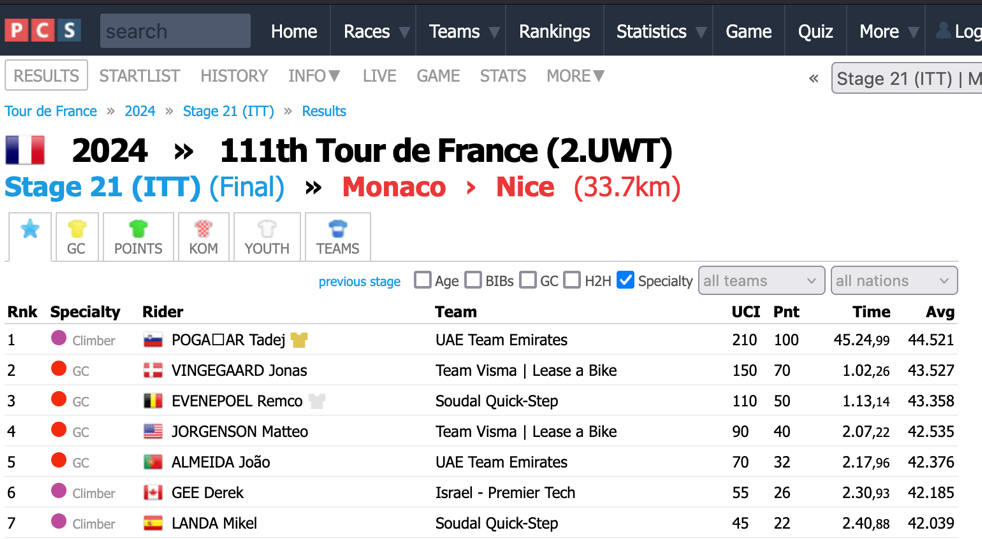 PCS search Home Races ▼ Teams ▼ Rankings Statistics ▼ Game Quiz More ▼ Log
RESULTS STARTLIST HISTORY INFO▼ LIVE GAME STATS MORE▼ « Stage 21 (ITT) | M
Tour de France » 2024 » Stage 21 (ITT) » Results
2024 » 111th Tour de France (2.UWT)
Stage 21 (ITT) (Final) » Monaco › Nice (33.7km)
GC POINTS KOM YOUTH TEAMS
previous stage Age BIBs GC H2H Specialty all teams all nations
Rnk Specialty Rider Team UCI Pnt Time Avg
1 Climber POGA□AR Tadej UAE Team Emirates 210 100 45.24,99 44.521
2 GC VINGEGAARD Jonas Team Visma | Lease a Bike 150 70 1.02,26 43.527
3 GC EVENEPOEL Remco Soudal Quick-Step 110 50 1.13,14 43.358
4 GC JORGENSON Matteo Team Visma | Lease a Bike 90 40 2.07,22 42.535
5 GC ALMEIDA João UAE Team Emirates 70 32 2.17,96 42.376
6 Climber GEE Derek Israel - Premier Tech 55 26 2.30,93 42.185
7 Climber LANDA Mikel Soudal Quick-Step 45 22 2.40,88 42.039